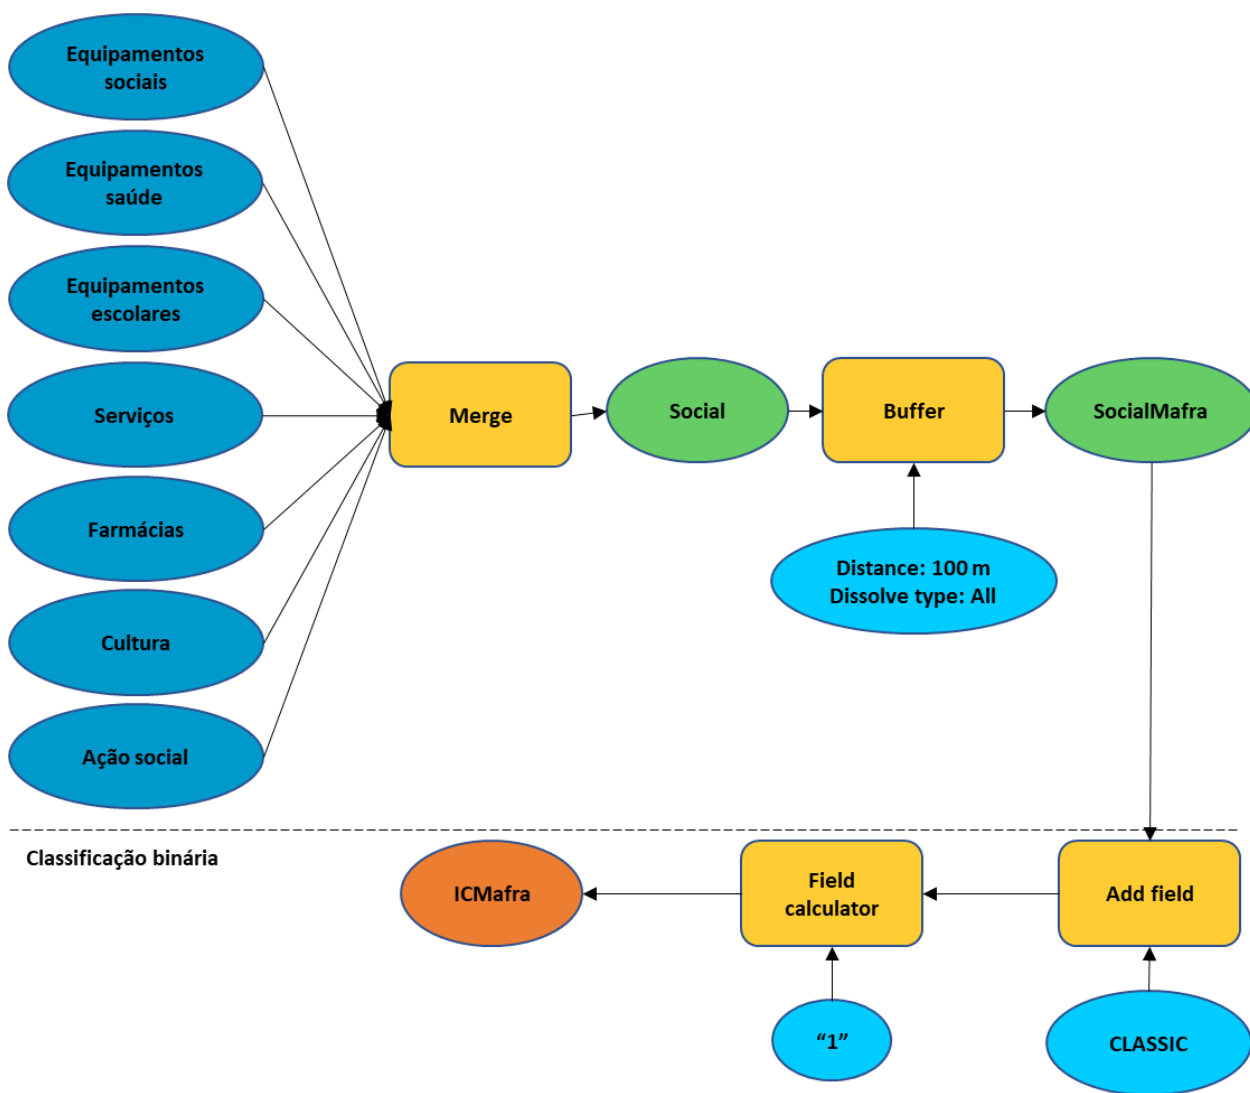 Equipamentos
sociais
Equipamentos
saúde
Equipamentos
escolares
Serviços
Farmácias
Cultura
Ação social
Merge
Social
Buffer
SocialMafra
Distance: 100 m
Dissolve type: All
Classificação binária
ICMafra
Field
calculator
Add field
“1”
CLASSIC